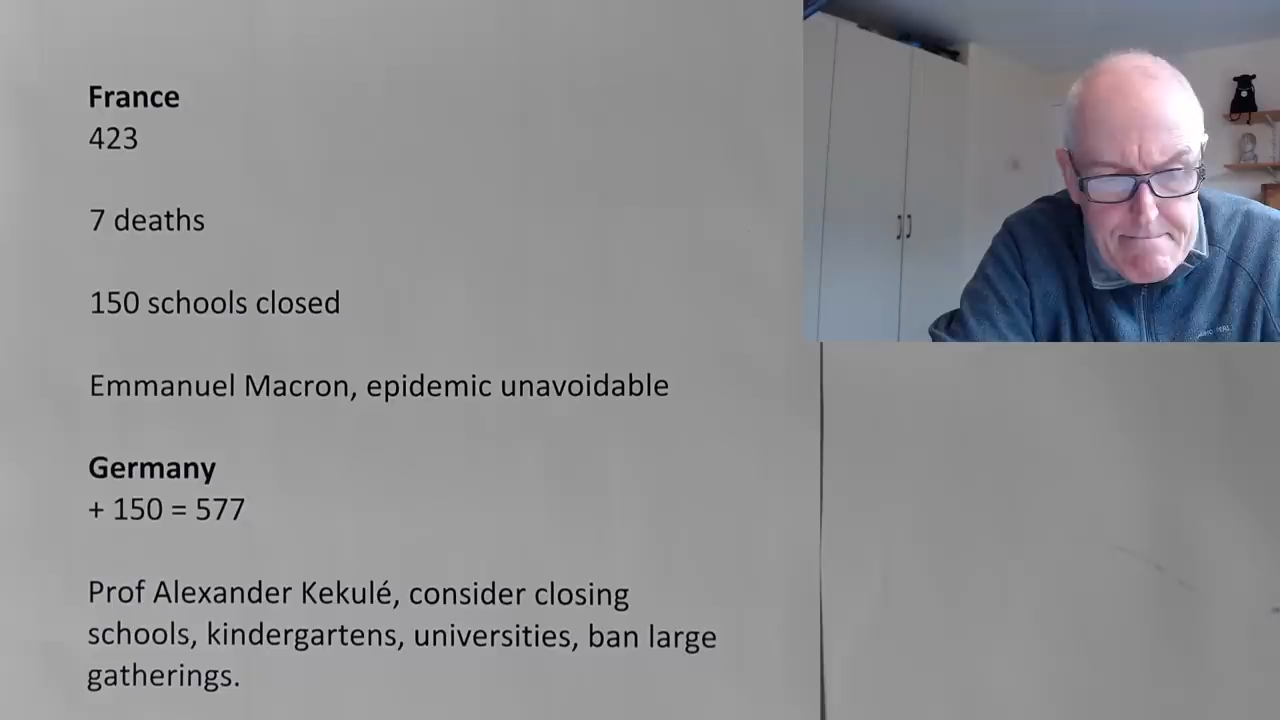 France
423
7 deaths
150 schools closed
Emmanuel Macron, epidemic unavoidable
Germany
+ 150 = 577
Prof Alexander Kekulé, consider closing
schools, kindergartens, universities, ban large
gatherings.